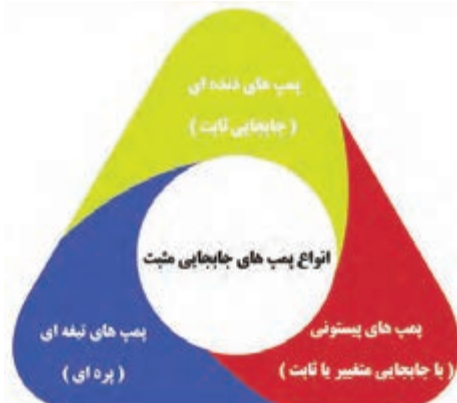 پمپ های دنده ای
( جابجایی ثابت )
انواع پمپ های جابجایی مثبت
پمپ های پیستونی
( با جابجایی متغییر یا ثابت )
پمپ های تیغه ای
( پره ای )